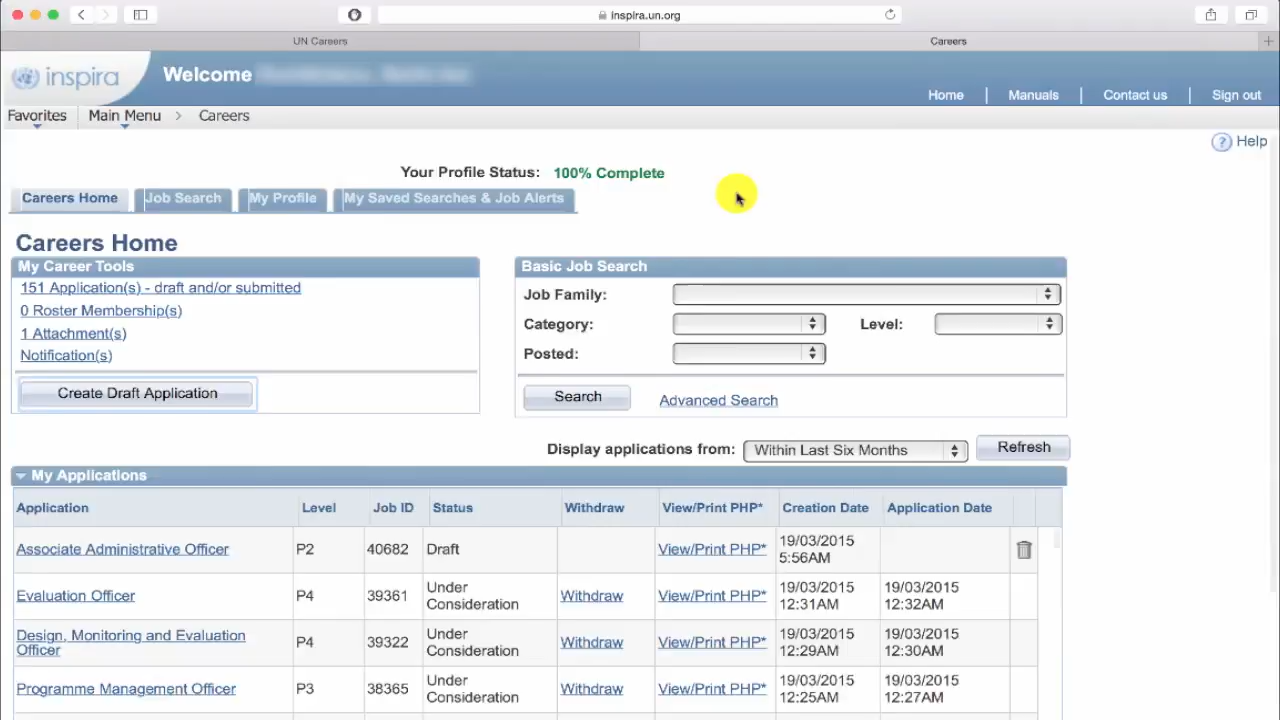 inspira.un.org
UN Careers
Careers
inspira
Welcome
Home
Manuals
Contact us
Sign out
Favorites
Main Menu > Careers
? Help
Your Profile Status: 100% Complete
Careers Home
Job Search
My Profile
My Saved Searches & Job Alerts
Careers Home
My Career Tools
151 Application(s) - draft and/or submitted
0 Roster Membership(s)
1 Attachment(s)
Notification(s)
Create Draft Application
Basic Job Search
Job Family:
Category:
Level:
Posted:
Search
Advanced Search
Display applications from: Within Last Six Months
Refresh
My Applications
Application Level Job ID Status Withdraw View/Print PHP* Creation Date Application Date
Associate Administrative Officer P2 40682 Draft View/Print PHP* 19/03/2015
5:56AM
Evaluation Officer P4 39361 Under Withdraw View/Print PHP* 19/03/2015 19/03/2015
Consideration 12:31AM 12:32AM
Design, Monitoring and Evaluation P4 39322 Under Withdraw View/Print PHP* 19/03/2015 19/03/2015
Officer Consideration 12:29AM 12:30AM
Programme Management Officer P3 38365 Under Withdraw View/Print PHP* 19/03/2015 19/03/2015
Consideration 12:25AM 12:27AM